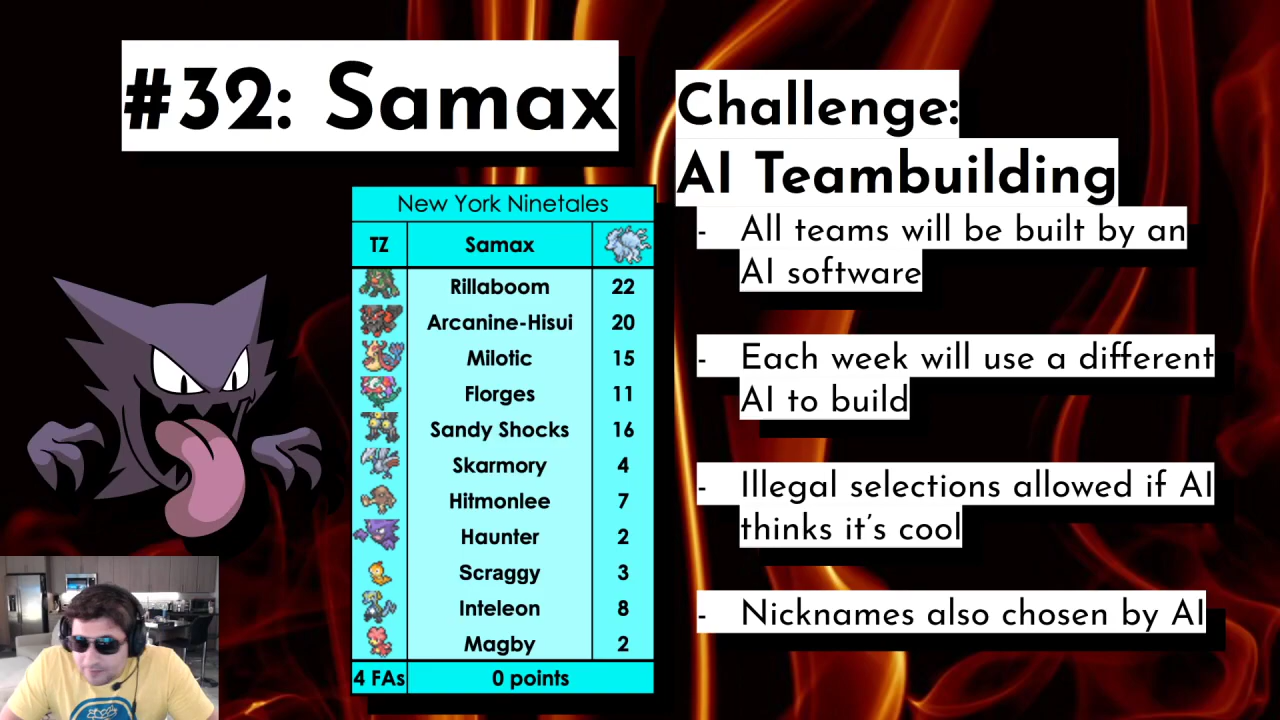 #32: Samax
Challenge:
AI Teambuilding
- All teams will be built by an
AI software
- Each week will use a different
AI to build
- Illegal selections allowed if AI
thinks it's cool
- Nicknames also chosen by AI
New York Ninetales
TZ Samax
Rillaboom 22
Arcanine-Hisui 20
Milotic 15
Florges 11
Sandy Shocks 16
Skarmory 4
Hitmonlee 7
Haunter 2
Scraggy 3
Inteleon 8
Magby 2
4 FAs 0 points